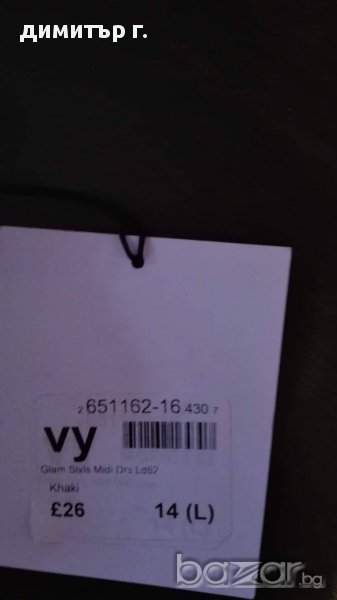 димитър г.
2 651162-16 430 7
vy
Glam Slvls Midi Drs Ld62
Khaki
£26 14 (L)
bazar.bg